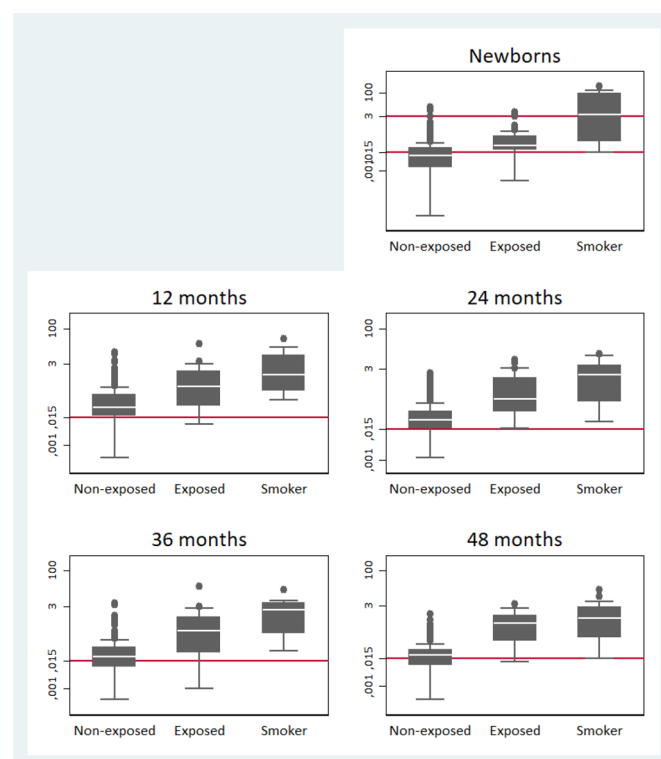 Newborns
100
3
,001015
Non-exposed Exposed Smoker
12 months
100
3
,015
,001
Non-exposed Exposed Smoker
24 months
100
3
,015
,001
Non-exposed Exposed Smoker
36 months
100
3
,015
,001
Non-exposed Exposed Smoker
48 months
100
3
,015
,001
Non-exposed Exposed Smoker